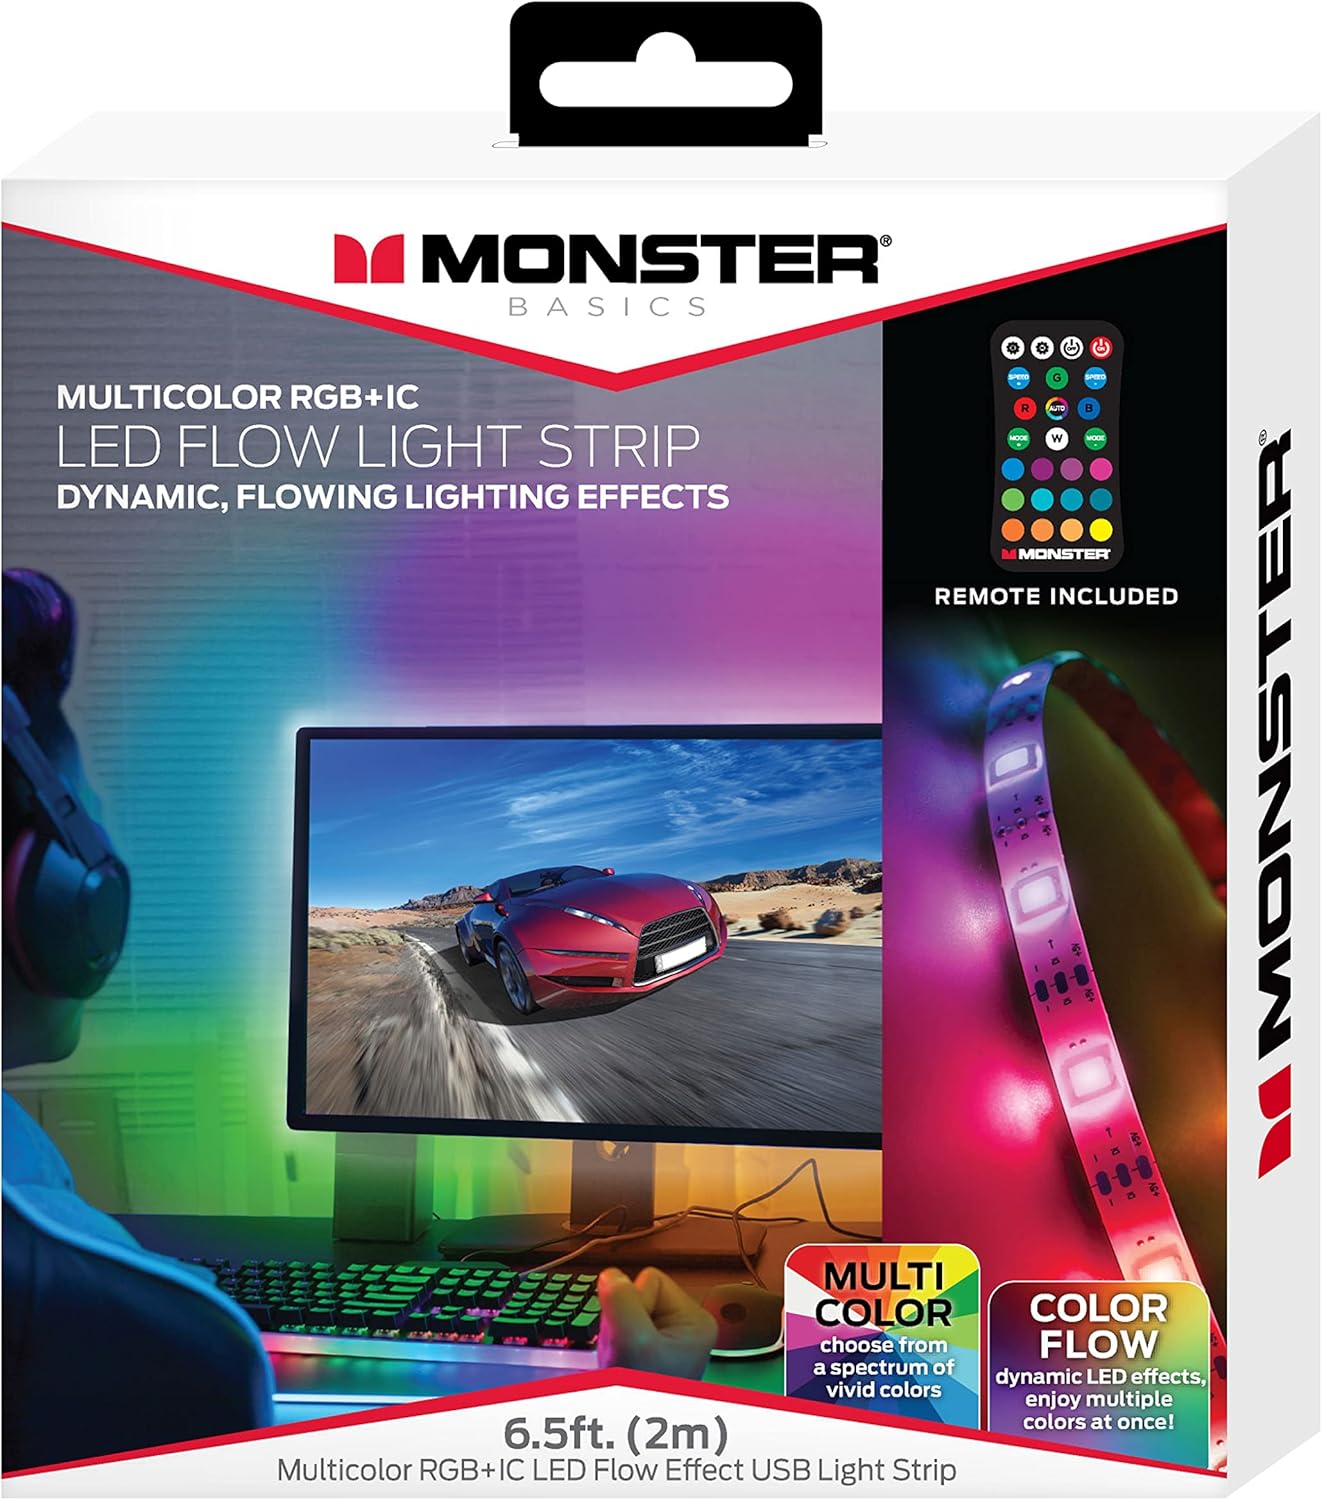 MONSTER®
BASICS
MULTICOLOR RGB+IC
LED FLOW LIGHT STRIP
DYNAMIC, FLOWING LIGHTING EFFECTS
OFF ON
SPEED G SPEED
R AUTO B
MODE W MODE
MONSTER
REMOTE INCLUDED
MONSTER®
MULTI
COLOR
choose from
a spectrum of
vivid colors
COLOR
FLOW
dynamic LED effects,
enjoy multiple
colors at once!
6.5ft. (2m)
Multicolor RGB+IC LED Flow Effect USB Light Strip